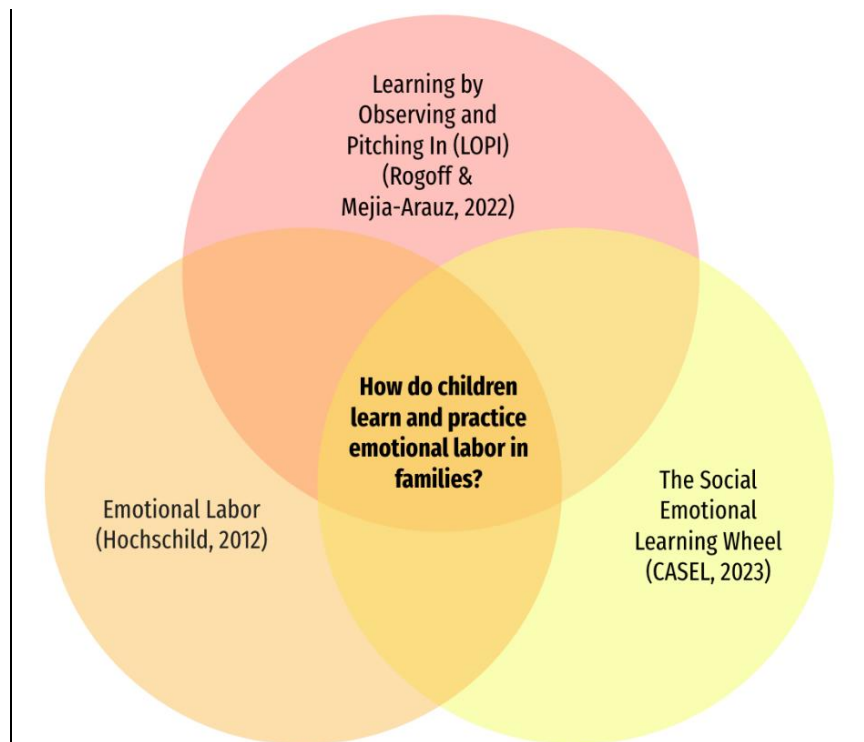 Learning by
Observing and
Pitching In (LOPI)
(Rogoff &
Mejia-Arauz, 2022)
How do children
learn and practice
emotional labor in
families?
Emotional Labor
(Hochschild, 2012)
The Social
Emotional
Learning Wheel
(CASEL, 2023)